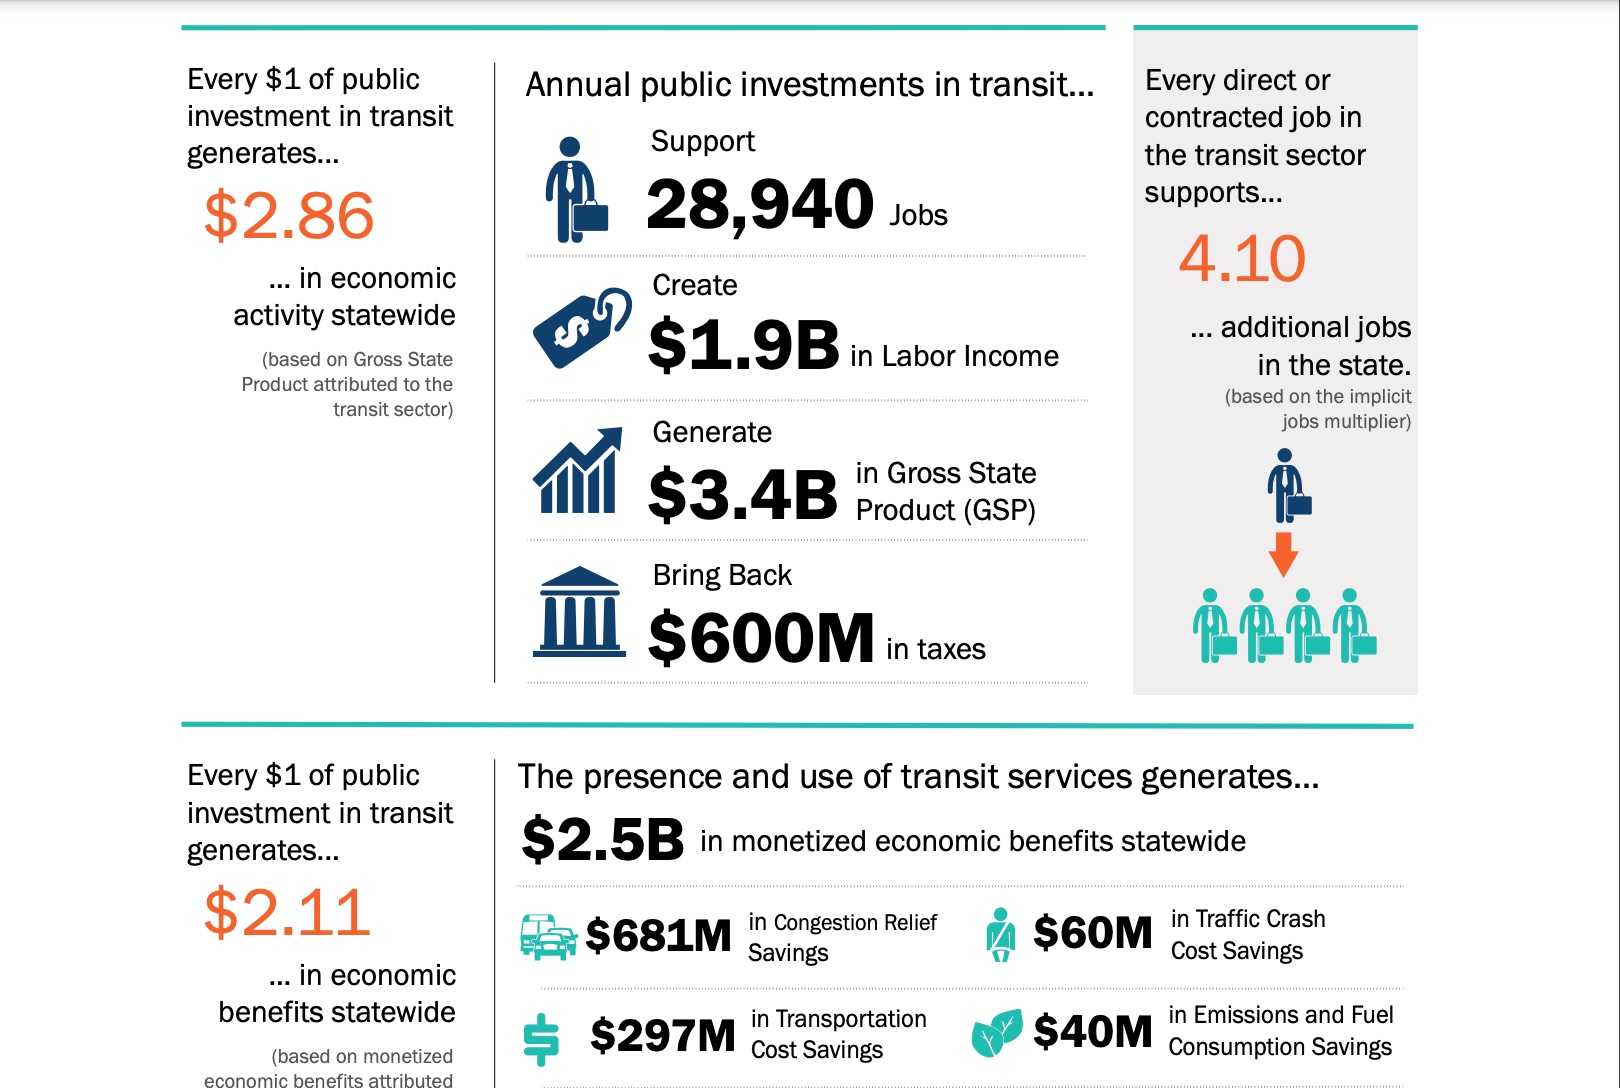 Every $1 of public
investment in transit
generates...
$2.86
... in economic
activity statewide
(based on Gross State
Product attributed to the
transit sector)
Annual public investments in transit...
Support
28,940 Jobs
Create
$1.9B in Labor Income
Generate
$3.4B in Gross State
Product (GSP)
Bring Back
$600M in taxes
Every direct or
contracted job in
the transit sector
supports...
4.10
... additional jobs
in the state.
(based on the implicit
jobs multiplier)
Every $1 of public
investment in transit
generates...
$2.11
... in economic
benefits statewide
(based on monetized
economic benefits attributed
The presence and use of transit services generates...
$2.5B in monetized economic benefits statewide
$681M in Congestion Relief
Savings
$60M in Traffic Crash
Cost Savings
$297M in Transportation
Cost Savings
$40M in Emissions and Fuel
Consumption Savings